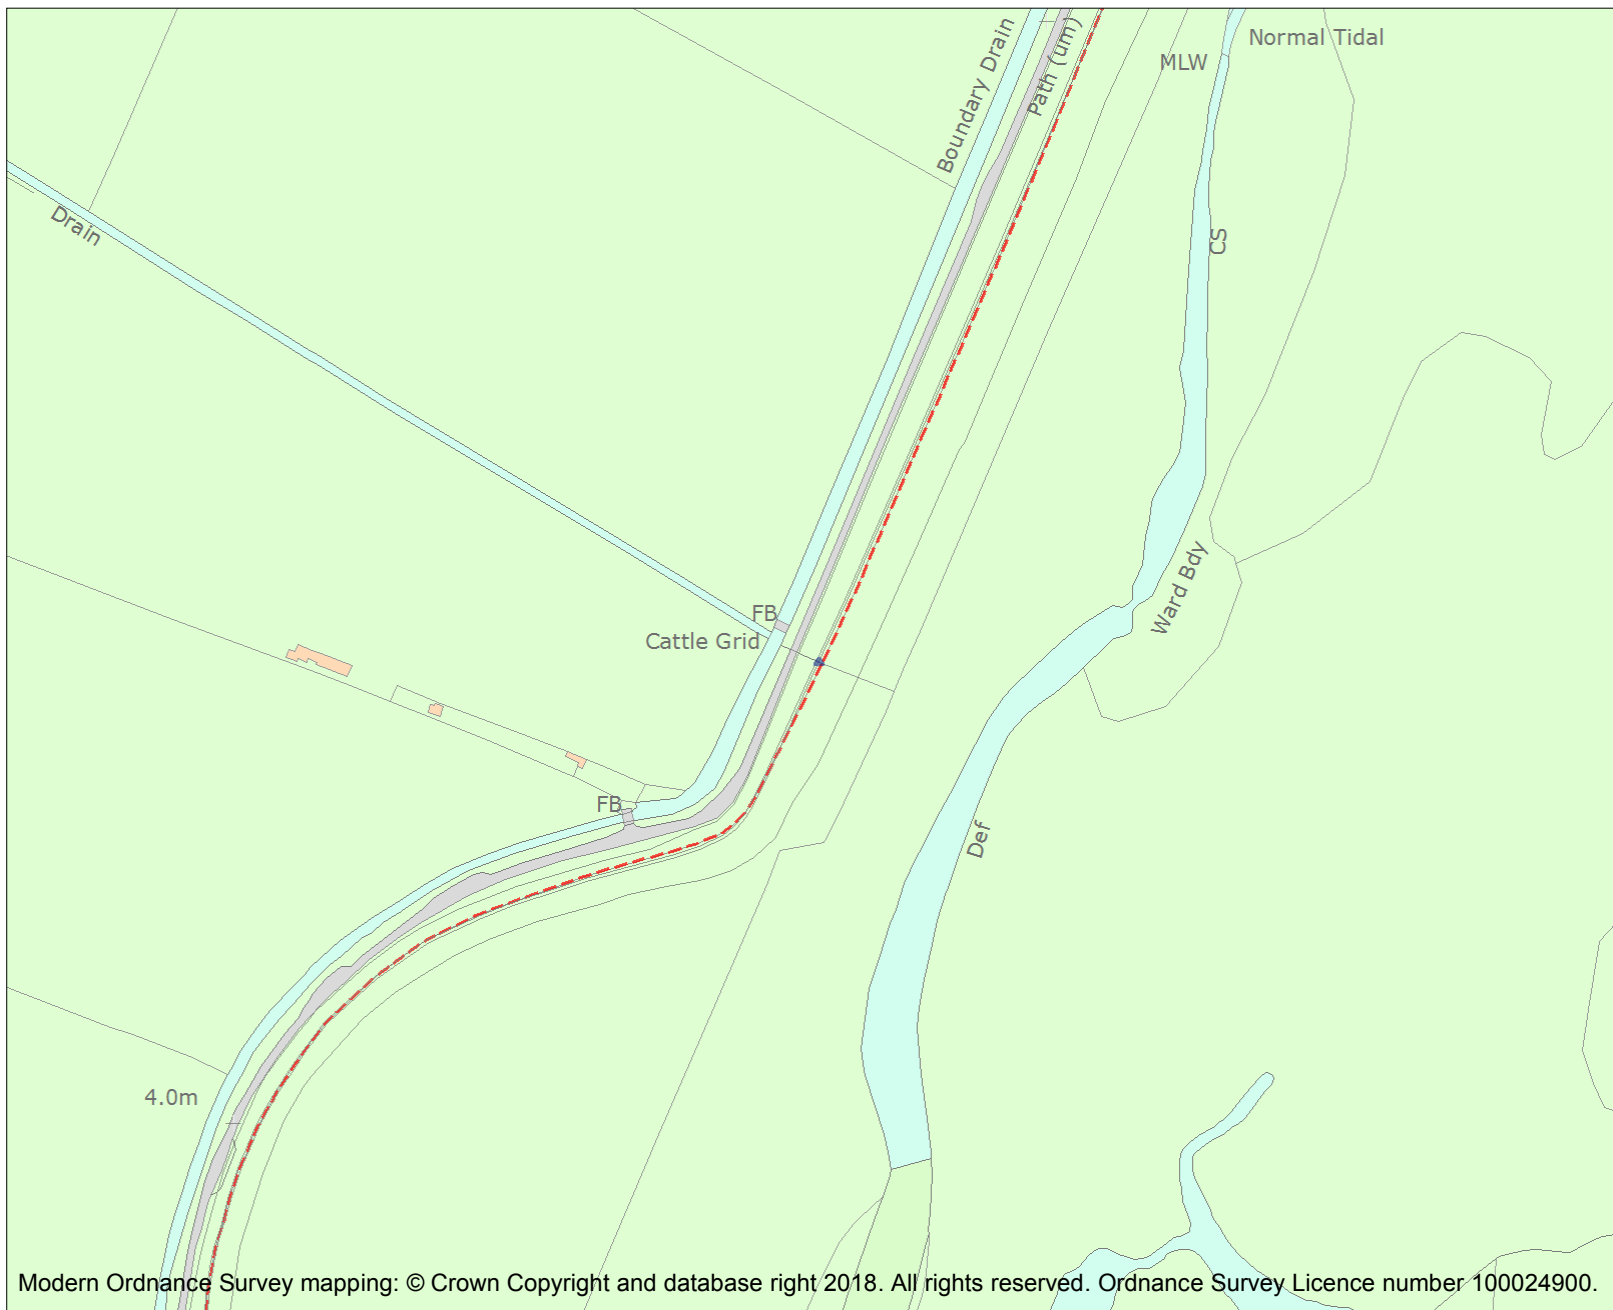 Normal Tidal
MLW
Path (um)
Boundary Drain
Drain
CS
Ward Bdy
FB
Cattle Grid
FB
Def
4.0m
Modern Ordnance Survey mapping: © Crown Copyright and database right 2018. All rights reserved. Ordnance Survey Licence number 100024900.